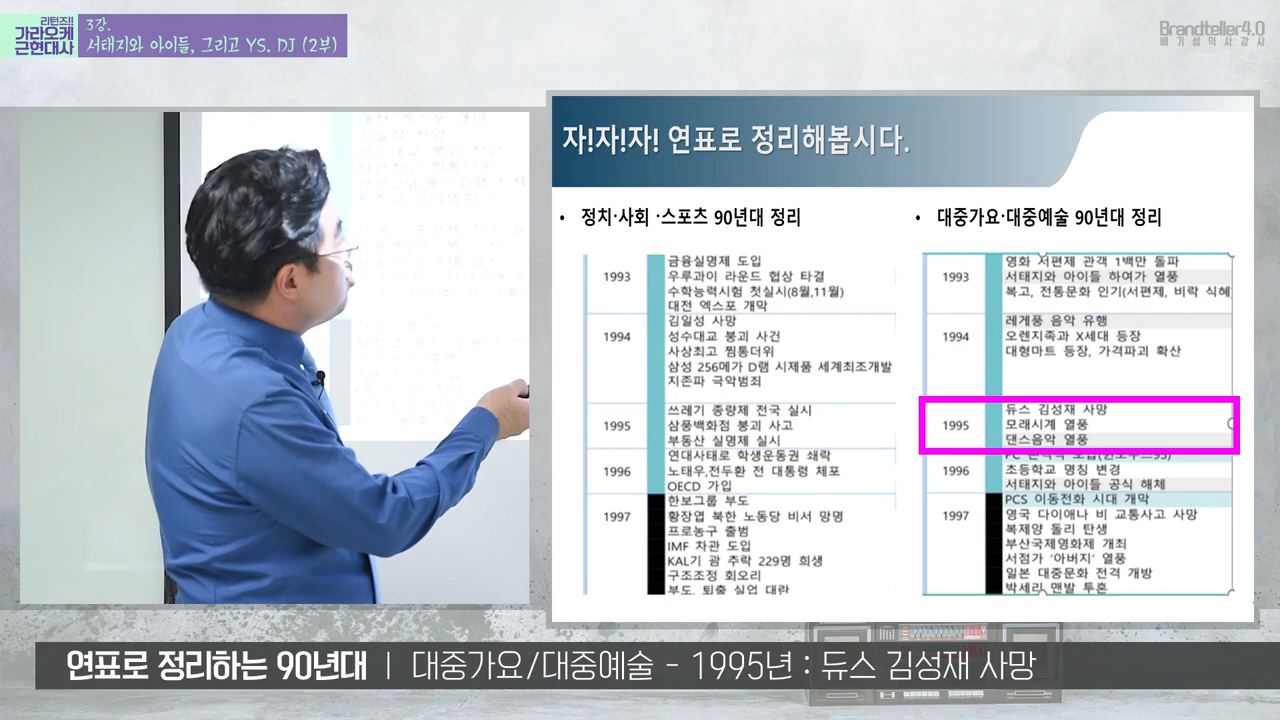 리턴즈!!
가라오케
근현대사
3강.
서태지와 아이들, 그리고 YS. DJ (2부)
Brandteller4.0
배기성역사강사
자!자!자! 연표로 정리해봅시다.
• 정치·사회 ·스포츠 90년대 정리
1993
금융실명제 도입
우루과이 라운드 협상 타결
수학능력시험 첫실시(8월,11월)
대전 엑스포 개막
1994
김일성 사망
성수대교 붕괴 사건
사상최고 찜통더위
삼성 256메가 D램 시제품 세계최조개발
지존파 극악범죄
1995
쓰레기 종량제 전국 실시
삼풍백화점 붕괴 사고
부동산 실명제 실시
1996
연대사태로 학생운동권 쇄락
노태우,전두환 전 대통령 체포
OECD 가입
1997
한보그룹 부도
황장엽 북한 노동당 비서 망명
프로농구 출범
IMF 차관 도입
KAL기 괌 추락 229명 희생
구조조정 회오리
부도, 퇴출 실업 대란
• 대중가요·대중예술 90년대 정리
1993
영화 서편제 관객 1백만 돌파
서태지와 아이들 하여가 열풍
복고, 전통문화 인기(서편제, 비락 식혜
1994
레게풍 음악 유행
오렌지족과 X세대 등장
대형마트 등장, 가격파괴 확산
1995
듀스 김성재 사망
모래시계 열풍
댄스음악 열풍
1996
초등학교 명칭 변경
서태지와 아이들 공식 해체
1997
PCS 이동전화 시대 개막
영국 다이애나 비 교통사고 사망
복제양 돌리 탄생
부산국제영화제 개최
서점가 '아버지' 열풍
일본 대중문화 전격 개방
박세리 맨발 투혼
연표로 정리하는 90년대 | 대중가요/대중예술 - 1995년 : 듀스 김성재 사망